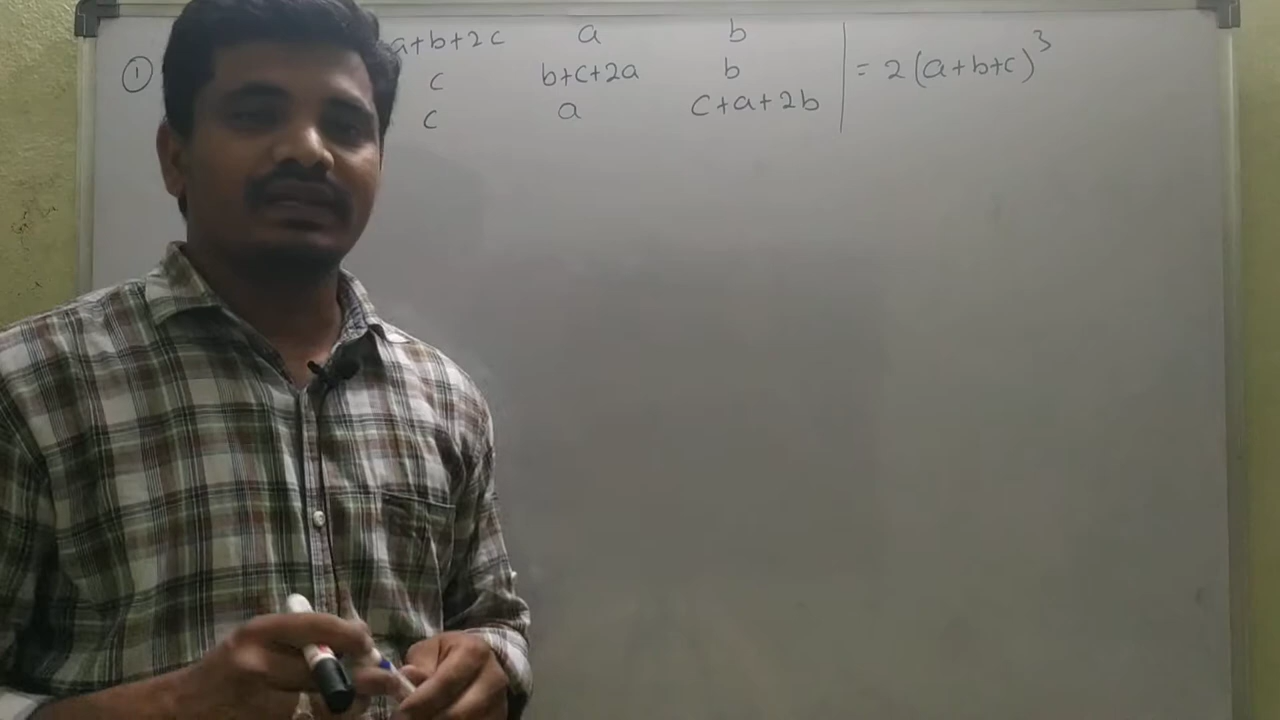 a+b+2c a b
① c b+c+2a b = 2(a+b+c)³
c a c+a+2b